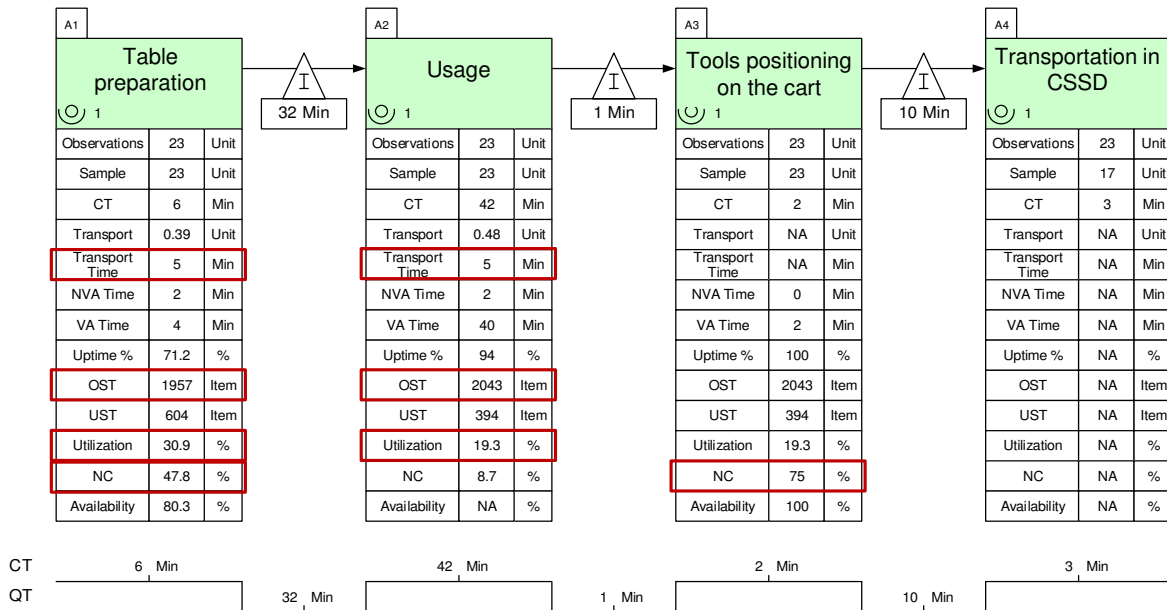 A1
Table
preparation
1
Observations 23 Unit
Sample 23 Unit
CT 6 Min
Transport 0.39 Unit
Transport
Time 5 Min
NVA Time 2 Min
VA Time 4 Min
Uptime % 71.2 %
OST 1957 Item
UST 604 Item
Utilization 30.9 %
NC 47.8 %
Availability 80.3 %
I
32 Min
A2
Usage
1
Observations 23 Unit
Sample 23 Unit
CT 42 Min
Transport 0.48 Unit
Transport
Time 5 Min
NVA Time 2 Min
VA Time 40 Min
Uptime % 94 %
OST 2043 Item
UST 394 Item
Utilization 19.3 %
NC 8.7 %
Availability NA %
I
1 Min
A3
Tools positioning
on the cart
1
Observations 23 Unit
Sample 23 Unit
CT 2 Min
Transport NA Unit
Transport
Time NA Min
NVA Time 0 Min
VA Time 2 Min
Uptime % 100 %
OST 2043 Item
UST 394 Item
Utilization 19.3 %
NC 75 %
Availability 100 %
I
10 Min
A4
Transportation in
CSSD
1
Observations 23 Unit
Sample 17 Unit
CT 3 Min
Transport NA Unit
Transport
Time NA Min
NVA Time NA Min
VA Time NA Min
Uptime % NA %
OST NA Item
UST NA Item
Utilization NA %
NC NA %
Availability NA %
CT 6 Min 42 Min 2 Min 3 Min
QT 32 Min 1 Min 10 Min